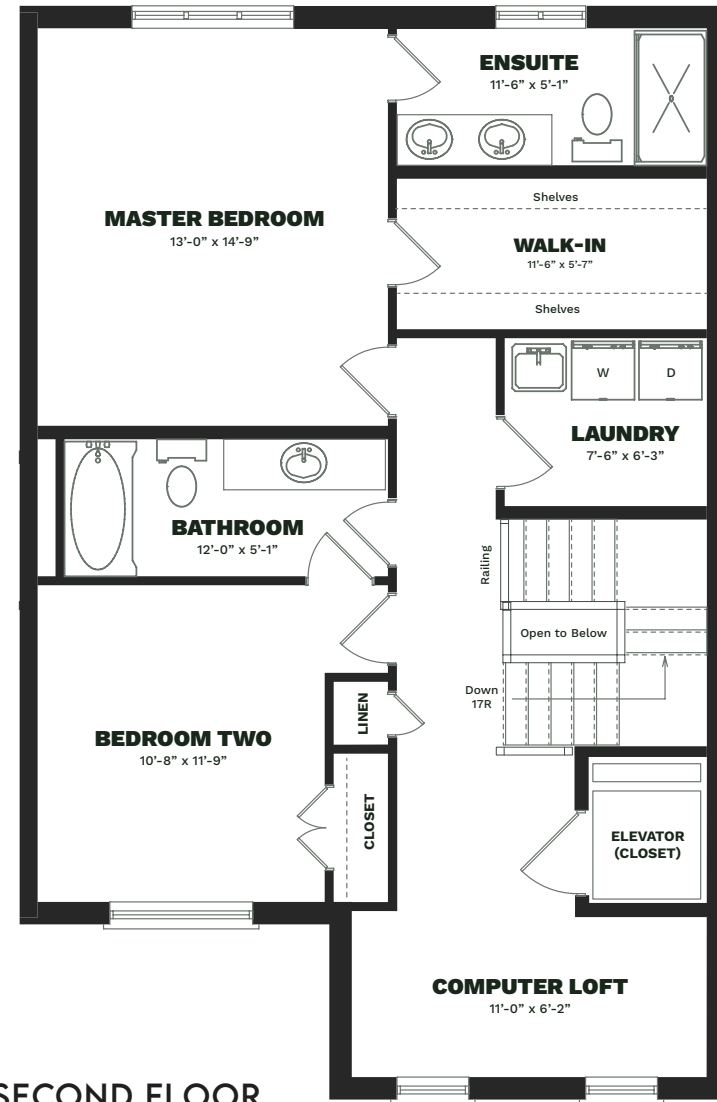 ENSUITE
11’-6” x 5’-1”
MASTER BEDROOM
13’-0” x 14’-9”
Shelves
WALK-IN
11’-6” x 5’-7”
Shelves
W
D
LAUNDRY
7’-6” x 6’-3”
BATHROOM
12’-0” x 5’-1”
Railing
Open to Below
Down
17R
LINEN
BEDROOM TWO
10’-8” x 11’-9”
CLOSET
ELEVATOR
(CLOSET)
COMPUTER LOFT
11’-0” x 6’-2”
SECOND FLOOR